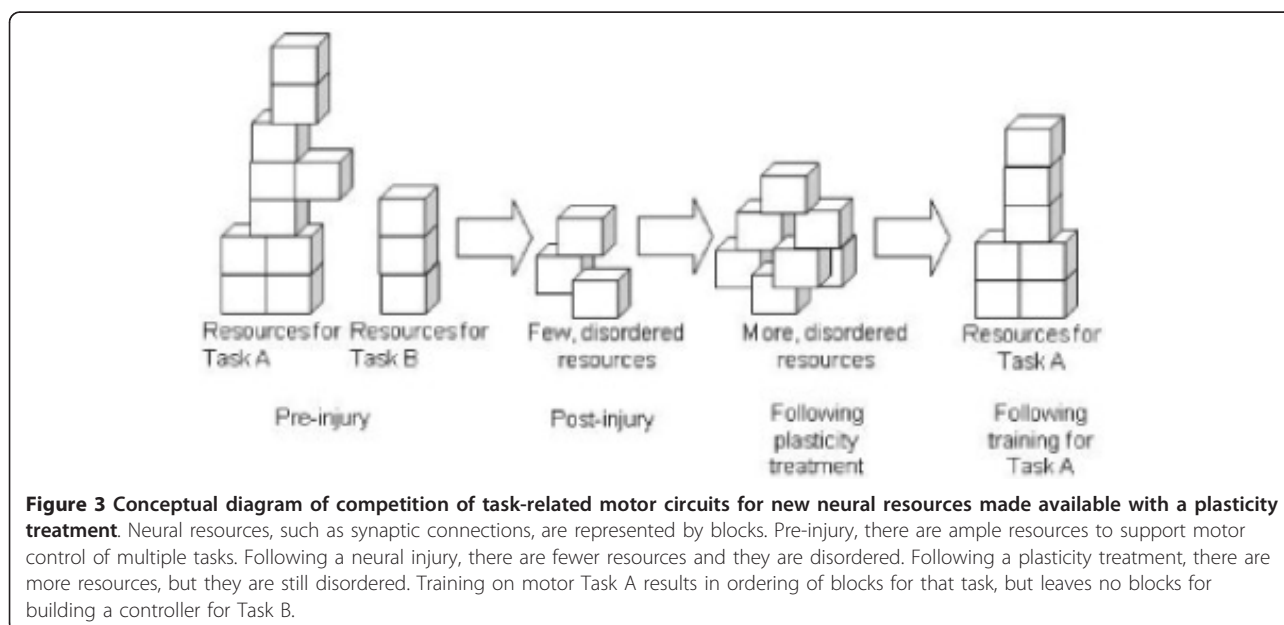 Resources for Resources for Few, disordered More, disordered Resources for
Task A Task B resources resources Task A
Pre-injury Post-injury Following Following
plasticity training for
treatment Task A
Figure 3 Conceptual diagram of competition of task-related motor circuits for new neural resources made available with a plasticity
treatment. Neural resources, such as synaptic connections, are represented by blocks. Pre-injury, there are ample resources to support motor
control of multiple tasks. Following a neural injury, there are fewer resources and they are disordered. Following a plasticity treatment, there are
more resources, but they are still disordered. Training on motor Task A results in ordering of blocks for that task, but leaves no blocks for
building a controller for Task B.